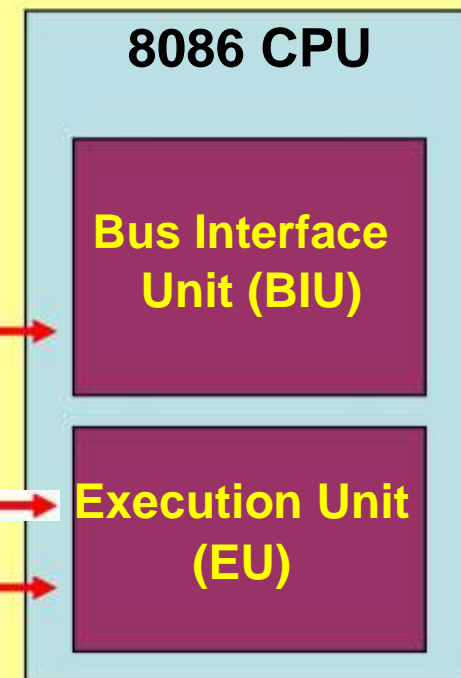 8086 CPU
Bus Interface
Unit (BIU)
Execution Unit
(EU)